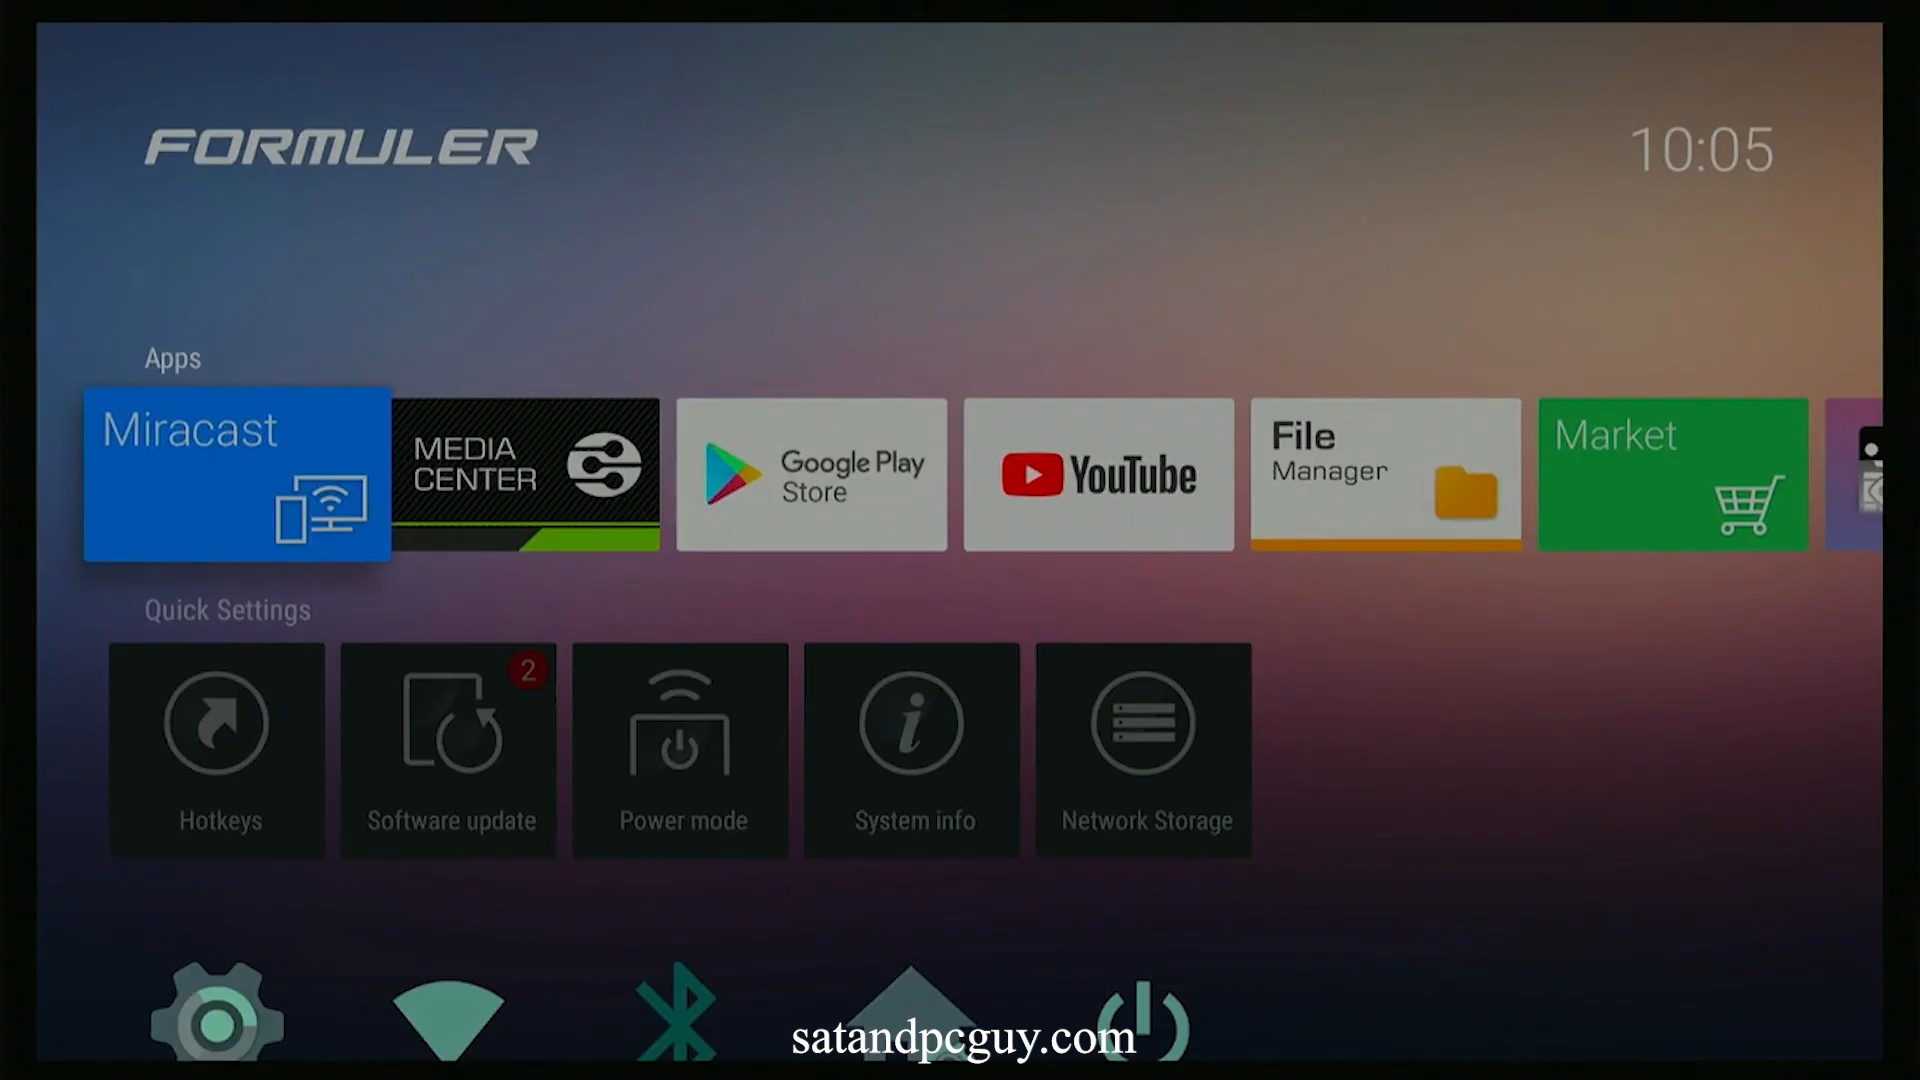 FORMULER
10:05
Apps
Miracast
MEDIA
CENTER
Google Play
Store
YouTube
File
Manager
Market
Quick Settings
2
Hotkeys
Software update
Power mode
System info
Network Storage
satandpcguy.com